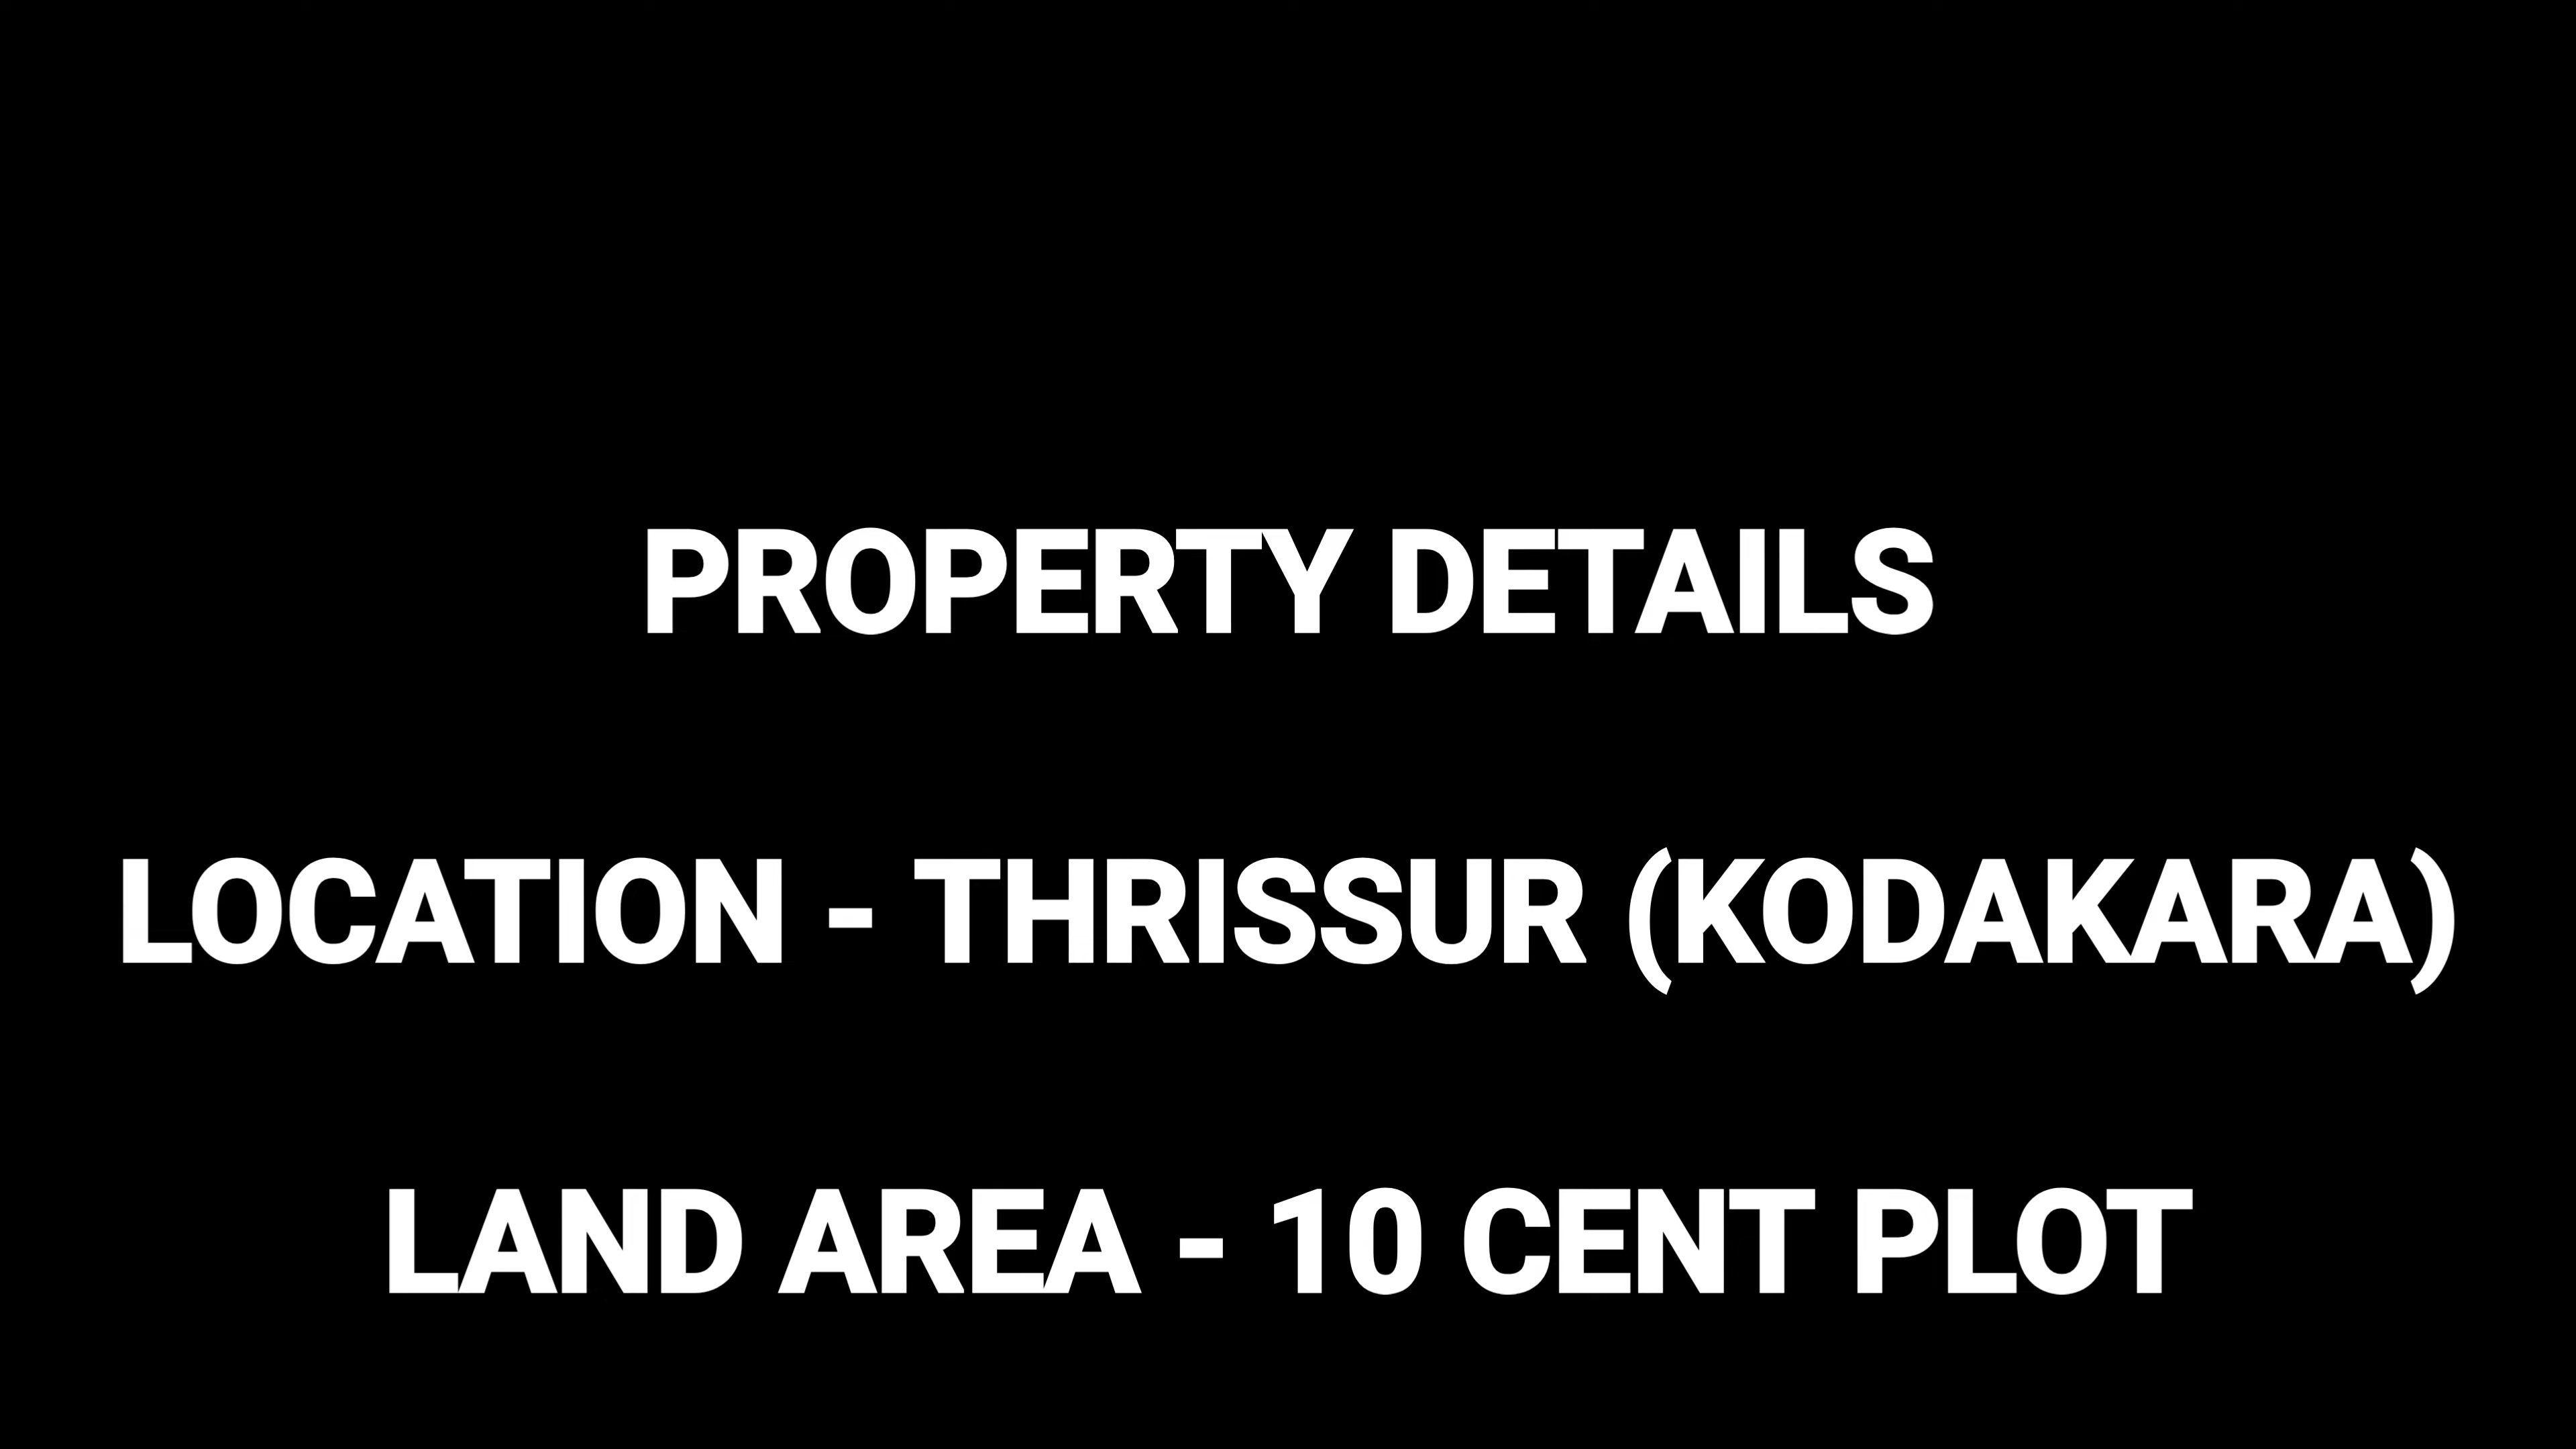 PROPERTY DETAILS
LOCATION - THRISSUR (KODAKARA)
LAND AREA - 10 CENT PLOT